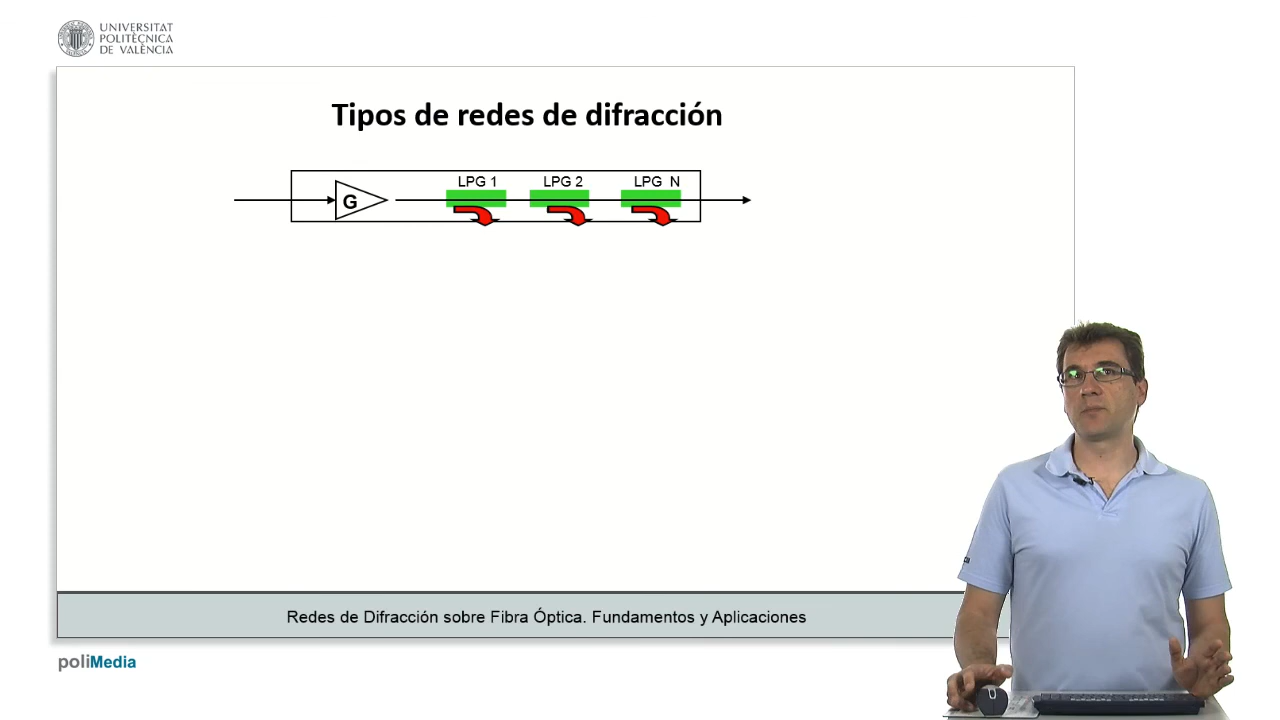 UNIVERSITAT
POLITÈCNICA
DE VALÈNCIA
Tipos de redes de difracción
LPG 1
LPG 2
LPG N
G
Redes de Difracción sobre Fibra Óptica. Fundamentos y Aplicaciones
poliMedia